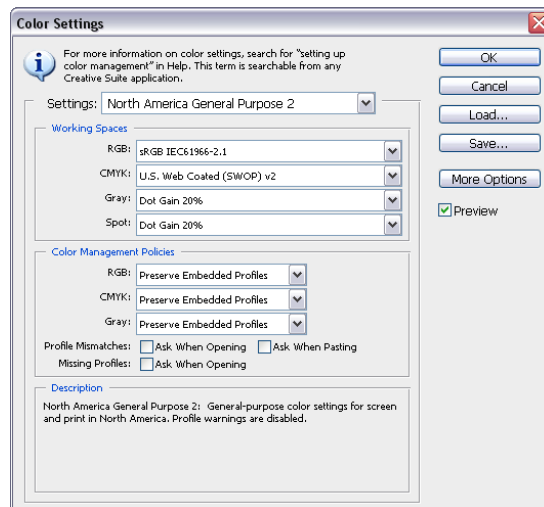 Color Settings
For more information on color settings, search for "setting up
color management" in Help. This term is searchable from any
Creative Suite application.
Settings: North America General Purpose 2
Working Spaces
RGB: sRGB IEC61966-2.1
CMYK: U.S. Web Coated (SWOP) v2
Gray: Dot Gain 20%
Spot: Dot Gain 20%
Color Management Policies
RGB: Preserve Embedded Profiles
CMYK: Preserve Embedded Profiles
Gray: Preserve Embedded Profiles
Profile Mismatches: Ask When Opening Ask When Pasting
Missing Profiles: Ask When Opening
Description
North America General Purpose 2: General-purpose color settings for screen
and print in North America. Profile warnings are disabled.
OK
Cancel
Load...
Save...
More Options
Preview